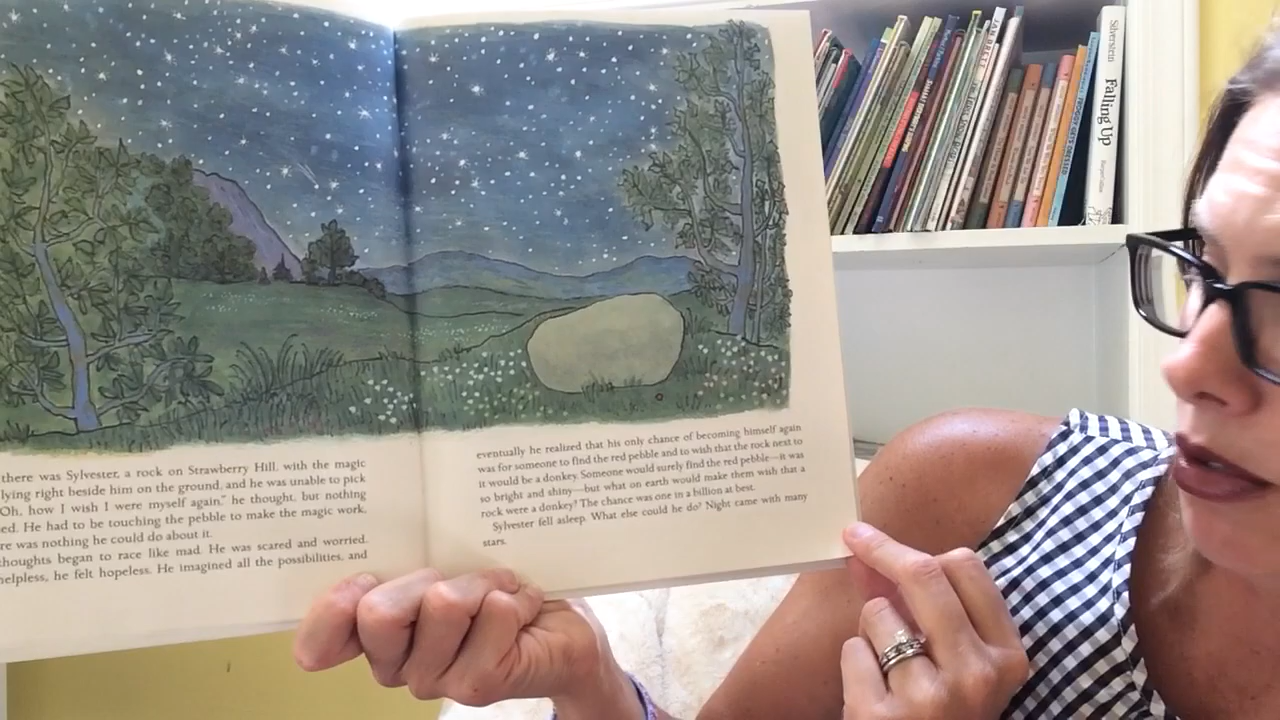 there was Sylvester, a rock on Strawberry Hill, with the magic
lying right beside him on the ground, and he was unable to pick
"Oh, how I wish I were myself again," he thought, but nothing
ed. He had to be touching the pebble to make the magic work,
re was nothing he could do about it.
thoughts began to race like mad. He was scared and worried.
helpless, he felt hopeless. He imagined all the possibilities, and
eventually he realized that his only chance of becoming himself again
was for someone to find the red pebble and to wish that the rock next to
it would be a donkey. Someone would surely find the red pebble—it was
so bright and shiny—but what on earth would make them wish that a
rock were a donkey? The chance was one in a billion at best.
Sylvester fell asleep. What else could he do? Night came with many
stars.
JAN BRETT
FROGGY GETS DRESSED
Silverstein Falling Up HarperCollins